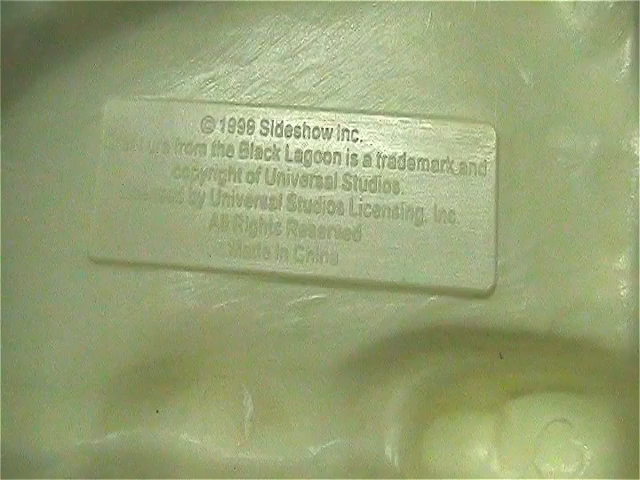 © 1999 Sideshow Inc.
from the Black Lagoon is a trademark and
copyright of Universal Studios.
by Universal Studios Licensing, Inc.
All Rights Reserved
Made in China